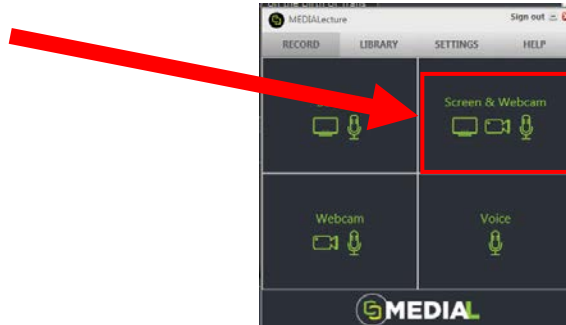 MEDIALecture Sign out
RECORD LIBRARY SETTINGS HELP
Screen & Webcam
Webcam Voice
MEDIAL